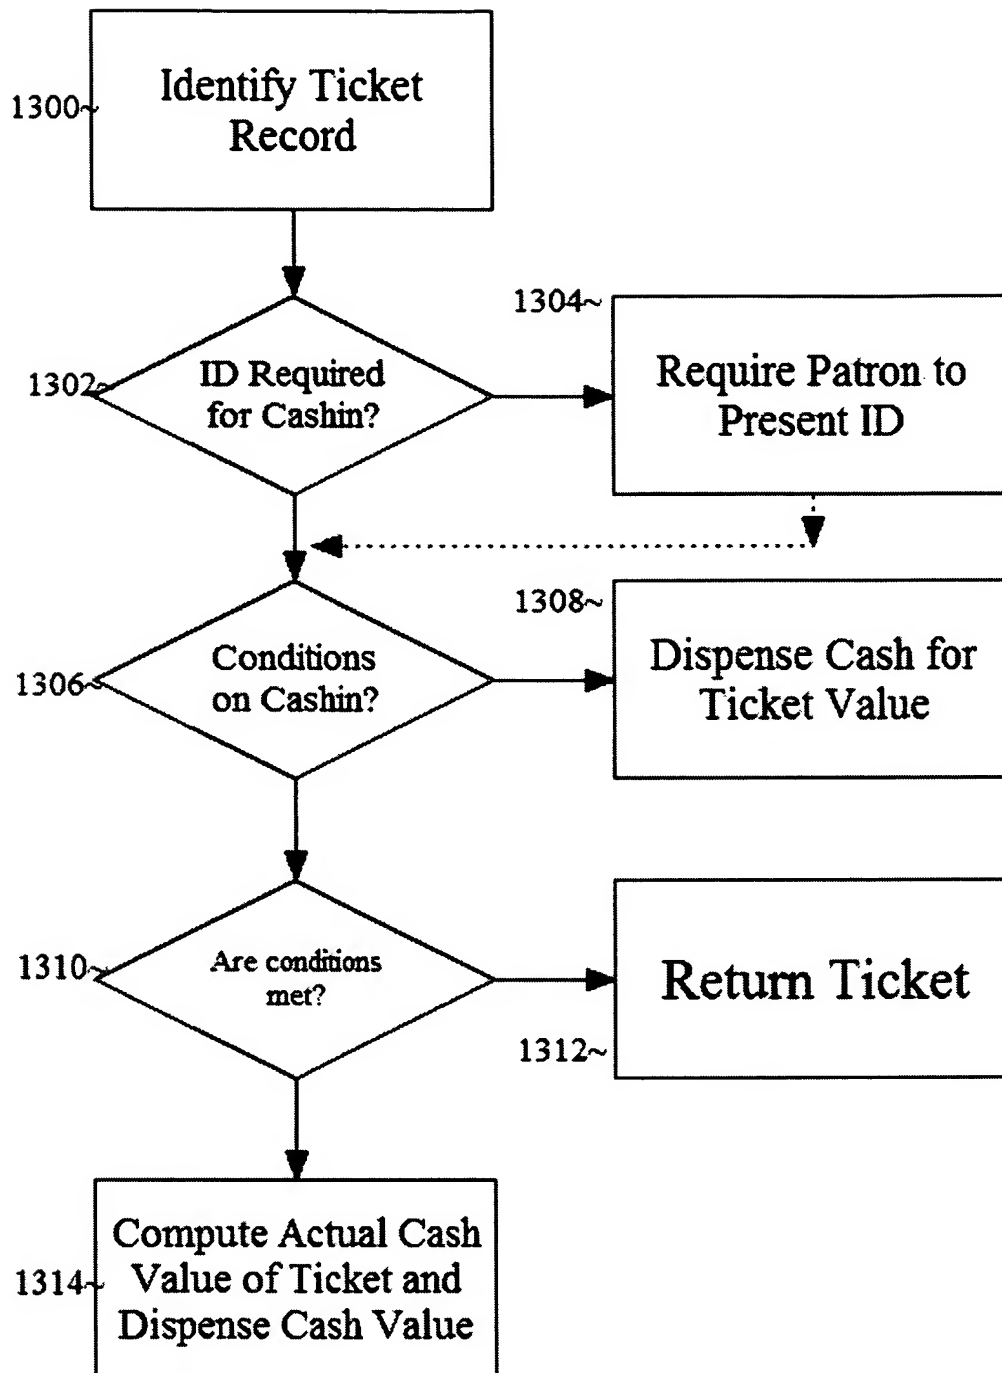 1300~
Identify Ticket
Record
1302~
ID Required
for Cashin?
1304~
Require Patron to
Present ID
1306~
Conditions
on Cashin?
1308~
Dispense Cash for
Ticket Value
1310~
Are conditions
met?
Return Ticket
1312~
1314~
Compute Actual Cash
Value of Ticket and
Dispense Cash Value